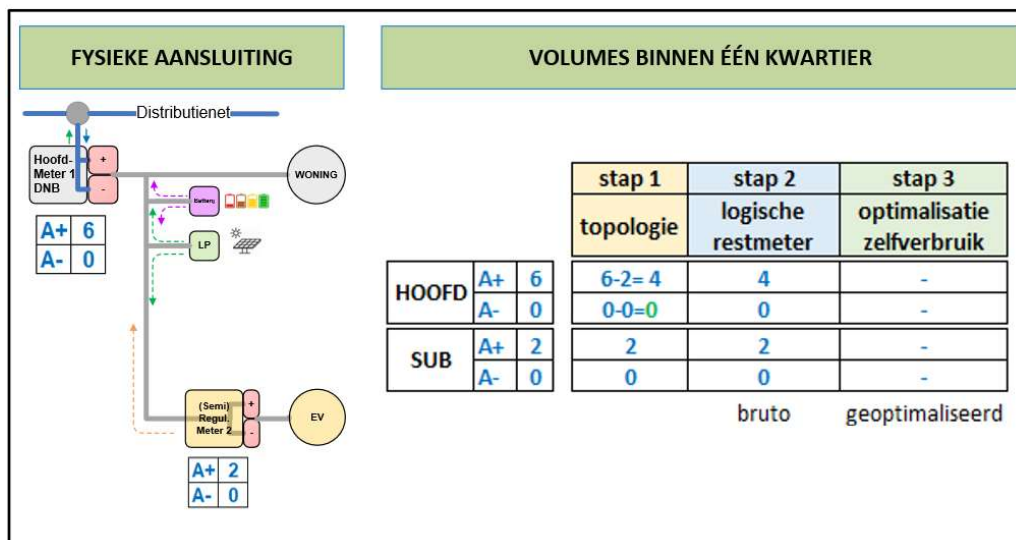 FYSIEKE AANSLUITING
VOLUMES BINNEN ÉÉN KWARTIER
Distributienet
Hoofd-
Meter 1
DNB
+
-
WONING
Batterij
LP
A+ 6
A- 0
(Semi)
Regul.
Meter 2
+
-
EV
A+ 2
A- 0
stap 1 stap 2 stap 3
topologie logische restmeter optimalisatie zelfverbruik
HOOFD A+ 6 6-2= 4 4 -
A- 0 0-0=0 0 -
SUB A+ 2 2 2 -
A- 0 0 0 -
bruto geoptimaliseerd